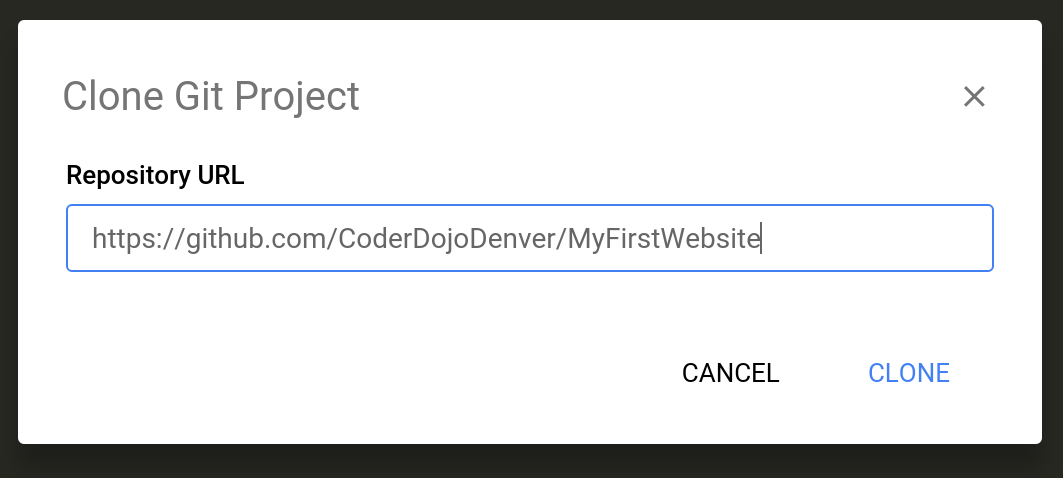 Clone Git Project
Repository URL
https://github.com/CoderDojoDenver/MyFirstWebsite
CANCEL CLONE